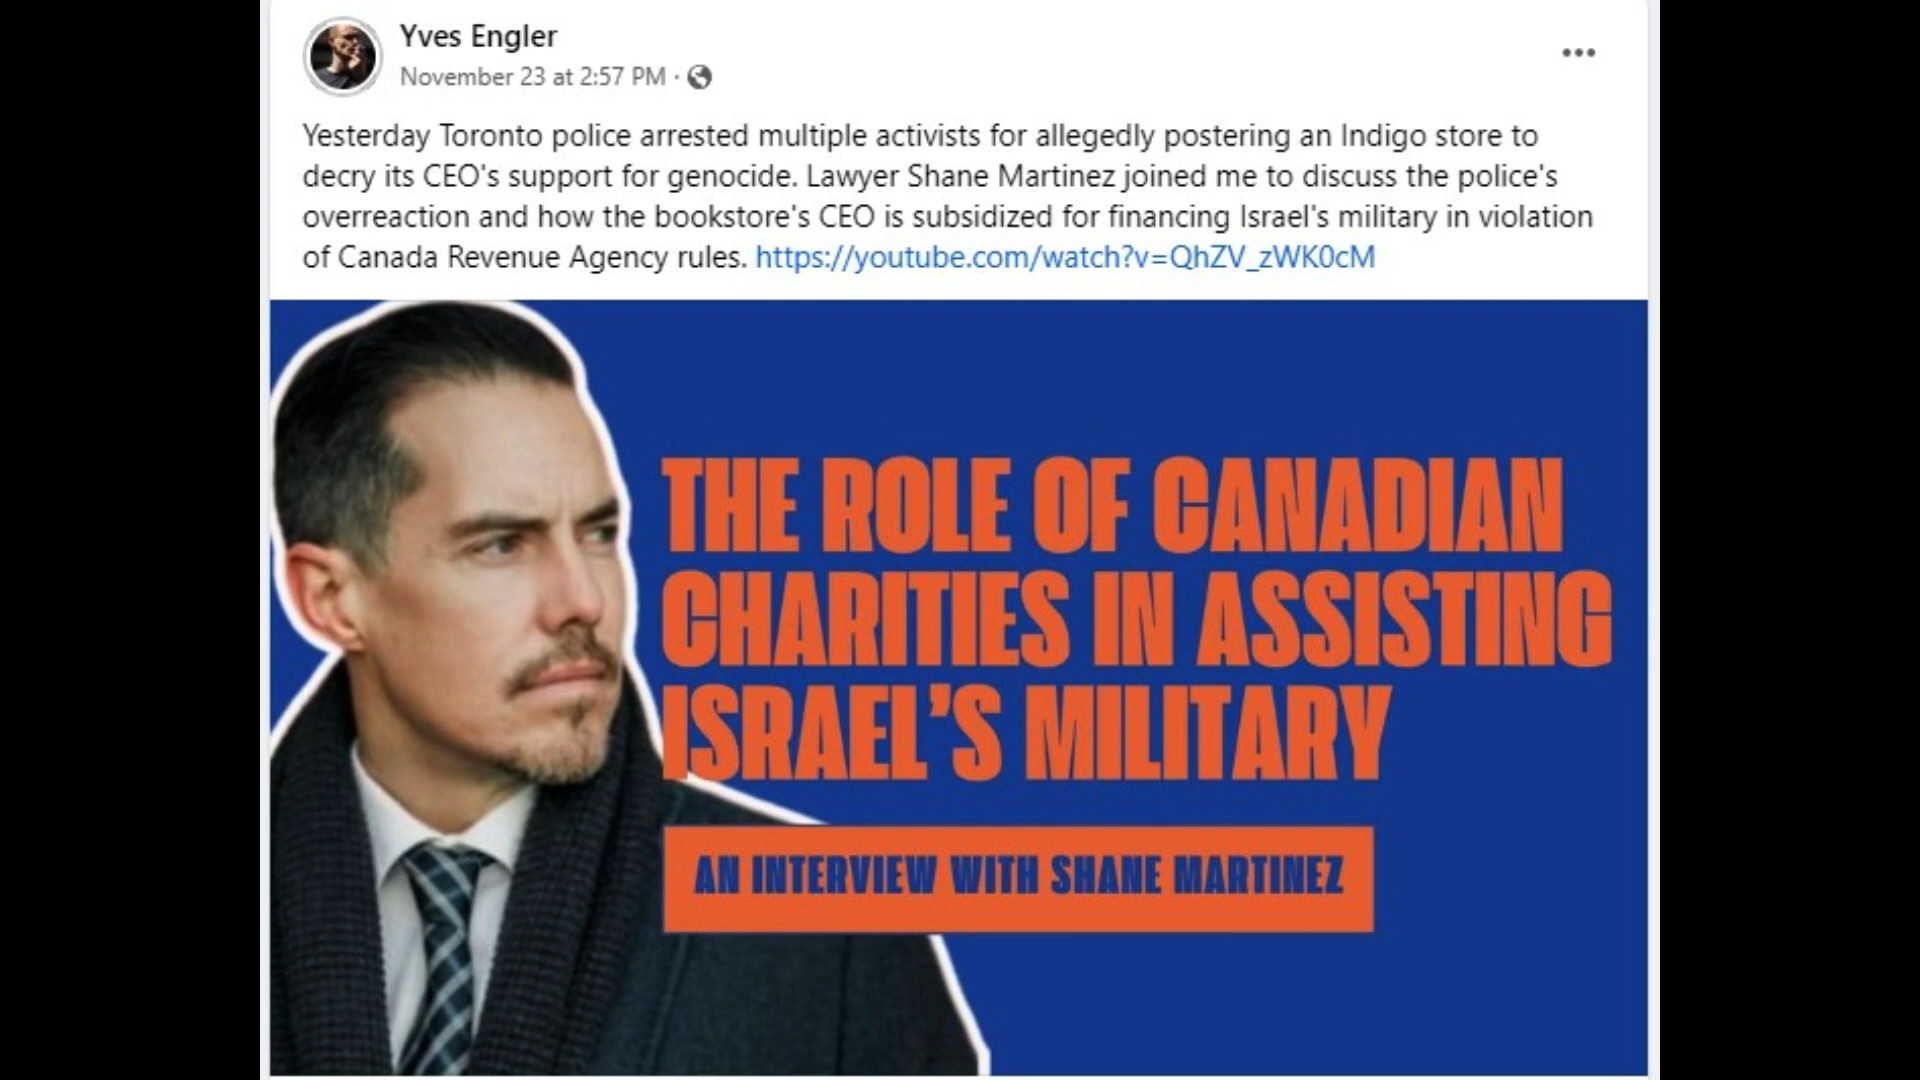 Yves Engler
November 23 at 2:57 PM ·
Yesterday Toronto police arrested multiple activists for allegedly postering an Indigo store to
decry its CEO's support for genocide. Lawyer Shane Martinez joined me to discuss the police's
overreaction and how the bookstore's CEO is subsidized for financing Israel's military in violation
of Canada Revenue Agency rules. https://youtube.com/watch?v=QhZV_zWK0cM
THE ROLE OF CANADIAN
CHARITIES IN ASSISTING
ISRAEL'S MILITARY
AN INTERVIEW WITH SHANE MARTINEZ